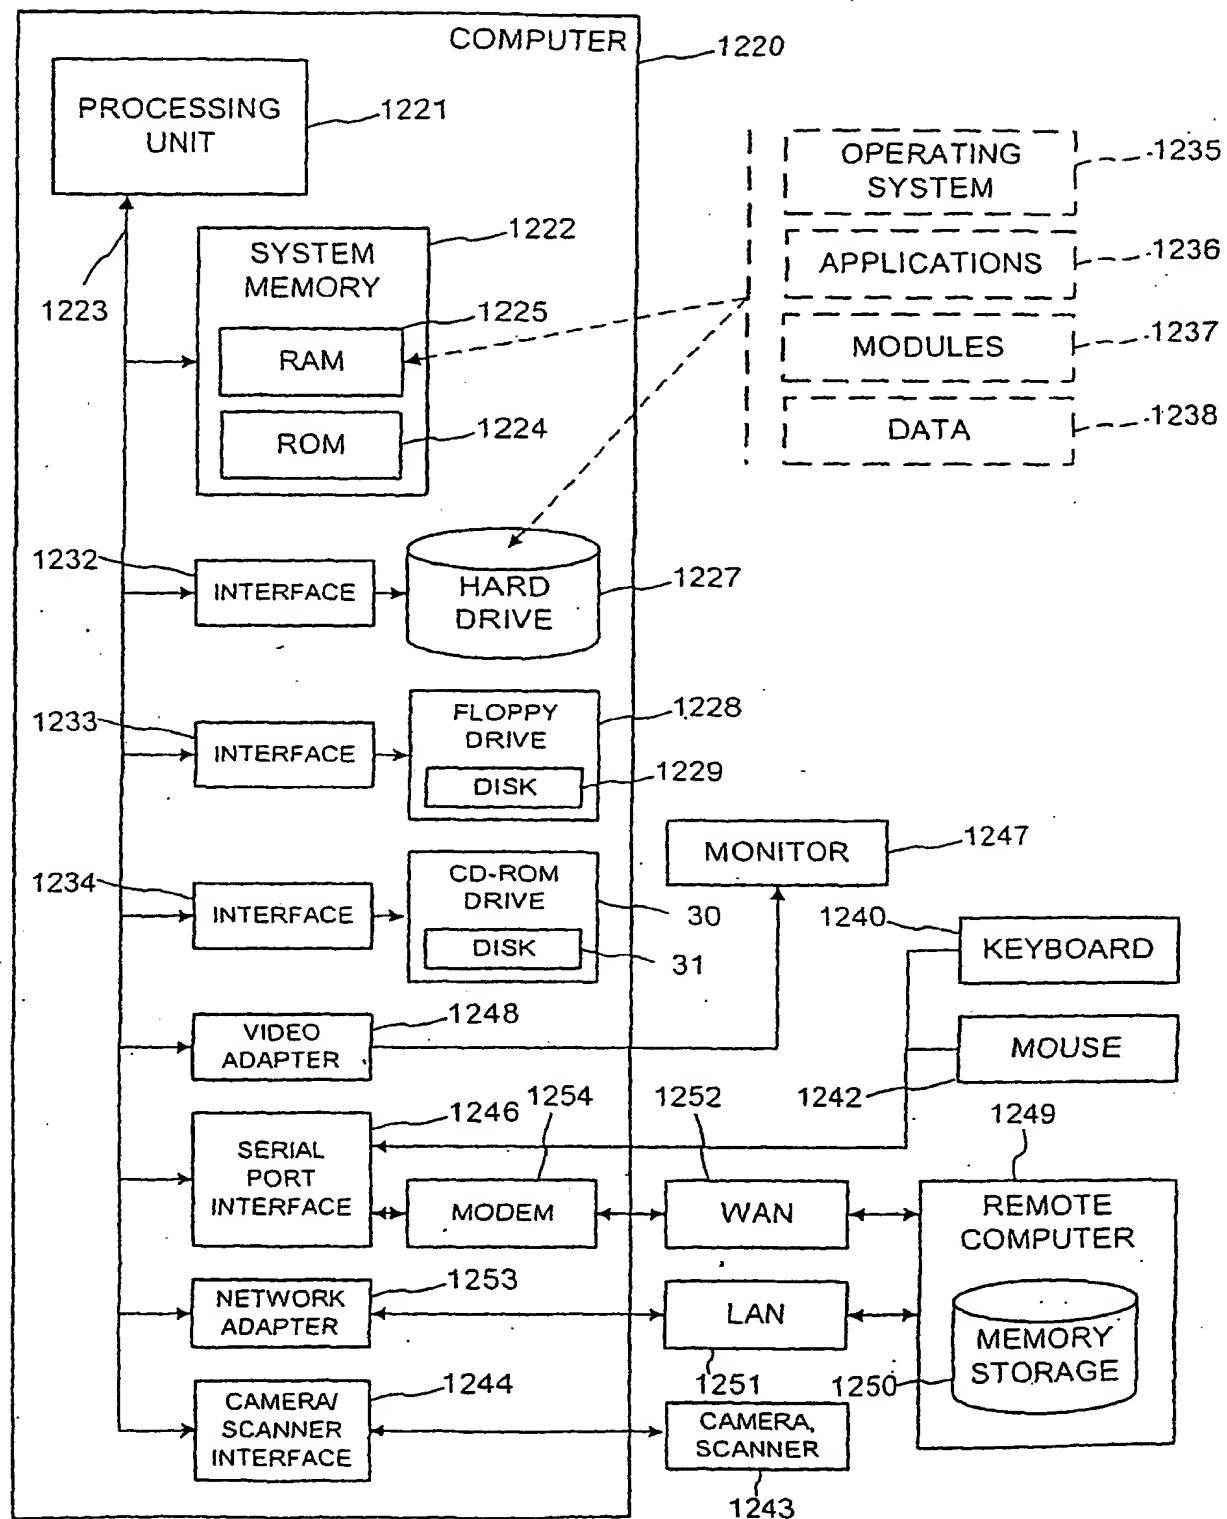 COMPUTER
1220
PROCESSING
UNIT
1221
OPERATING
SYSTEM
1235
APPLICATIONS
1236
MODULES
1237
DATA
1238
1223
SYSTEM
MEMORY
1222
RAM
1225
ROM
1224
1232
INTERFACE
HARD
DRIVE
1227
1233
INTERFACE
FLOPPY
DRIVE
1228
DISK
1229
1234
INTERFACE
CD-ROM
DRIVE
30
DISK
31
MONITOR
1247
1240
KEYBOARD
MOUSE
1242
VIDEO
ADAPTER
1248
SERIAL
PORT
INTERFACE
1246
MODEM
1254
WAN
1252
1249
REMOTE
COMPUTER
MEMORY
STORAGE
1250
NETWORK
ADAPTER
1253
LAN
1251
CAMERA/
SCANNER
INTERFACE
1244
CAMERA,
SCANNER
1243